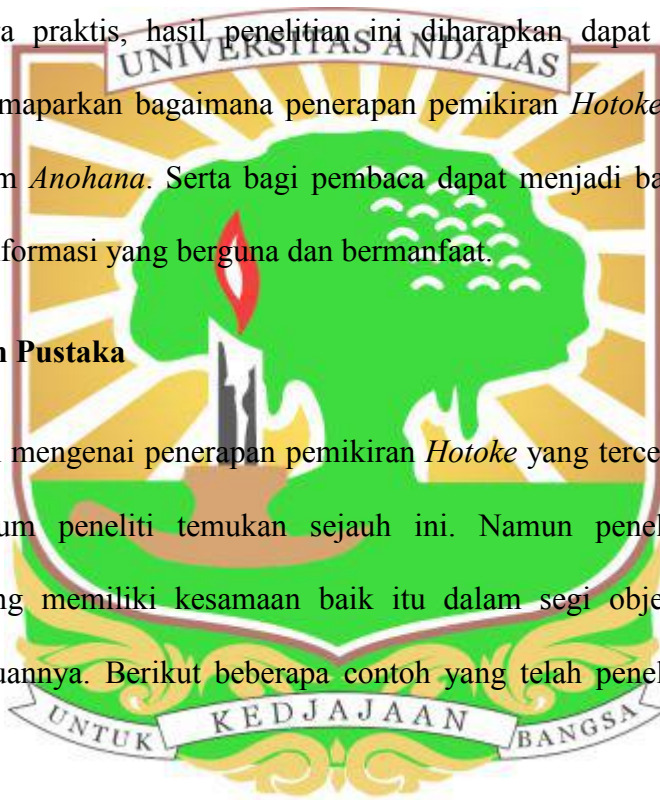 praktis, hasil penelitian ini diharapkan dapat
UNIVERSITAS ANDALAS
maparkan bagaimana penerapan pemikiran Hotoke
m Anohana. Serta bagi pembaca dapat menjadi ba
formasi yang berguna dan bermanfaat.
n Pustaka
mengenai penerapan pemikiran Hotoke yang terce
um peneliti temukan sejauh ini. Namun penel
ng memiliki kesamaan baik itu dalam segi obje
uannya. Berikut beberapa contoh yang telah penel
UNTUK KEDJAJAAN BANGSA